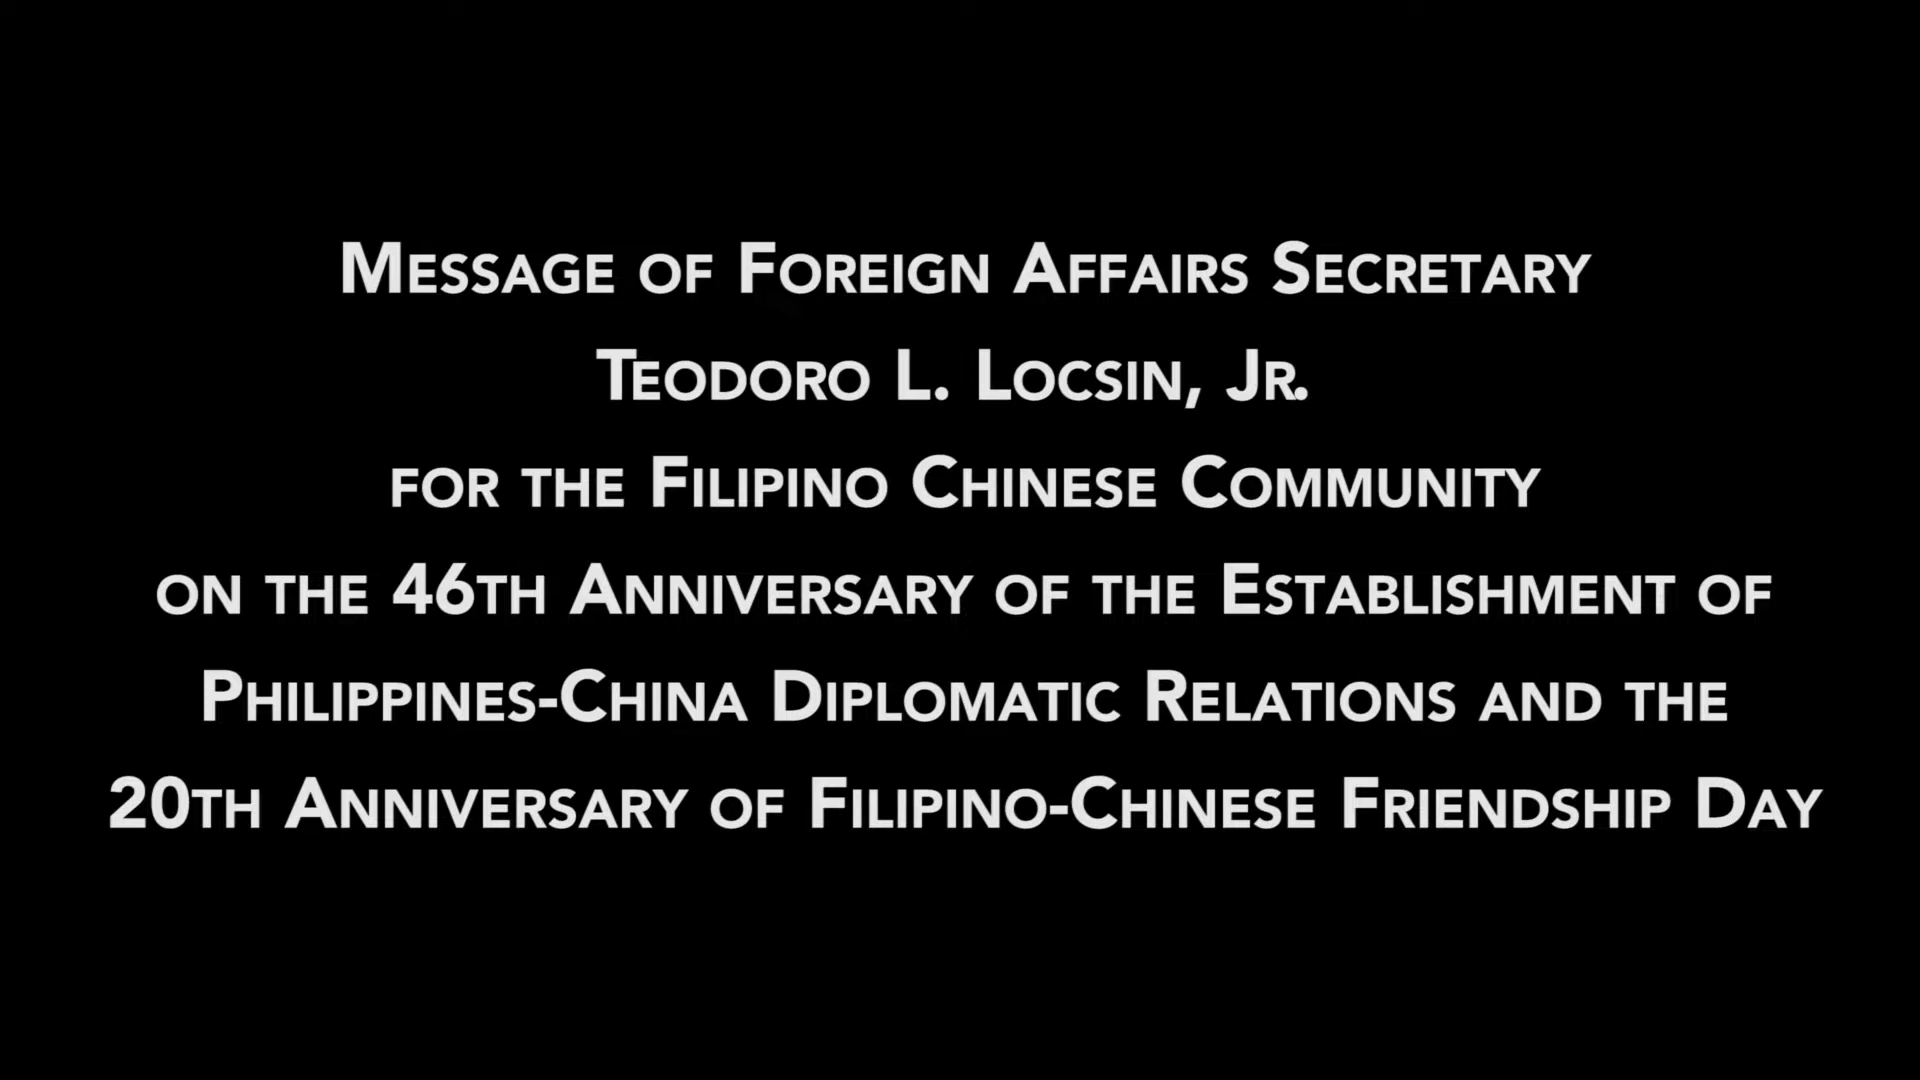 Message of Foreign Affairs Secretary
Teodoro L. Locsin, Jr.
for the Filipino Chinese Community
on the 46th Anniversary of the Establishment of
Philippines-China Diplomatic Relations and the
20th Anniversary of Filipino-Chinese Friendship Day